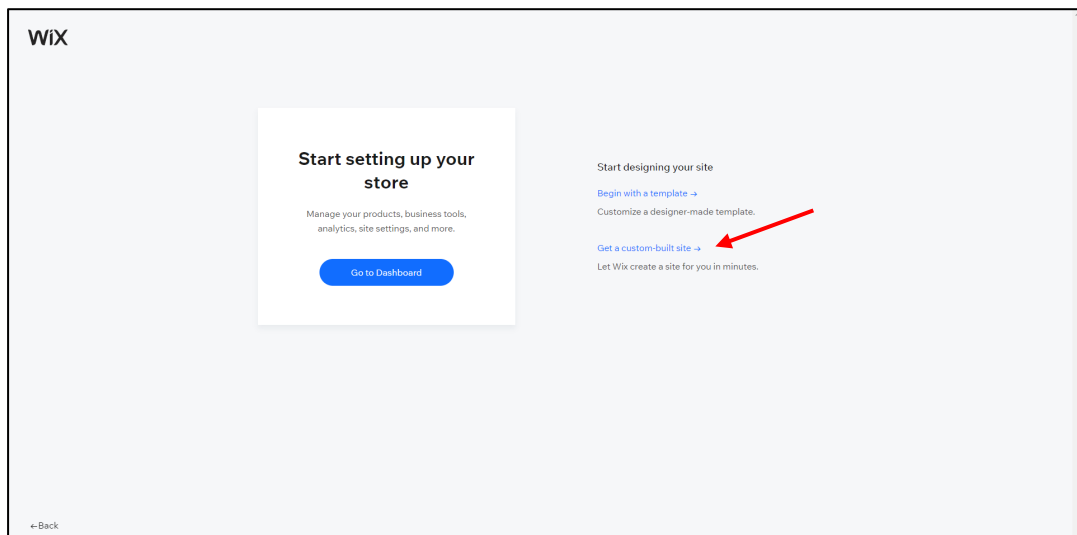 WiX
Start setting up your
store
Manage your products, business tools,
analytics, site settings, and more.
Go to Dashboard
Start designing your site
Begin with a template →
Customize a designer-made template.
Get a custom-built site →
Let Wix create a site for you in minutes.
←Back